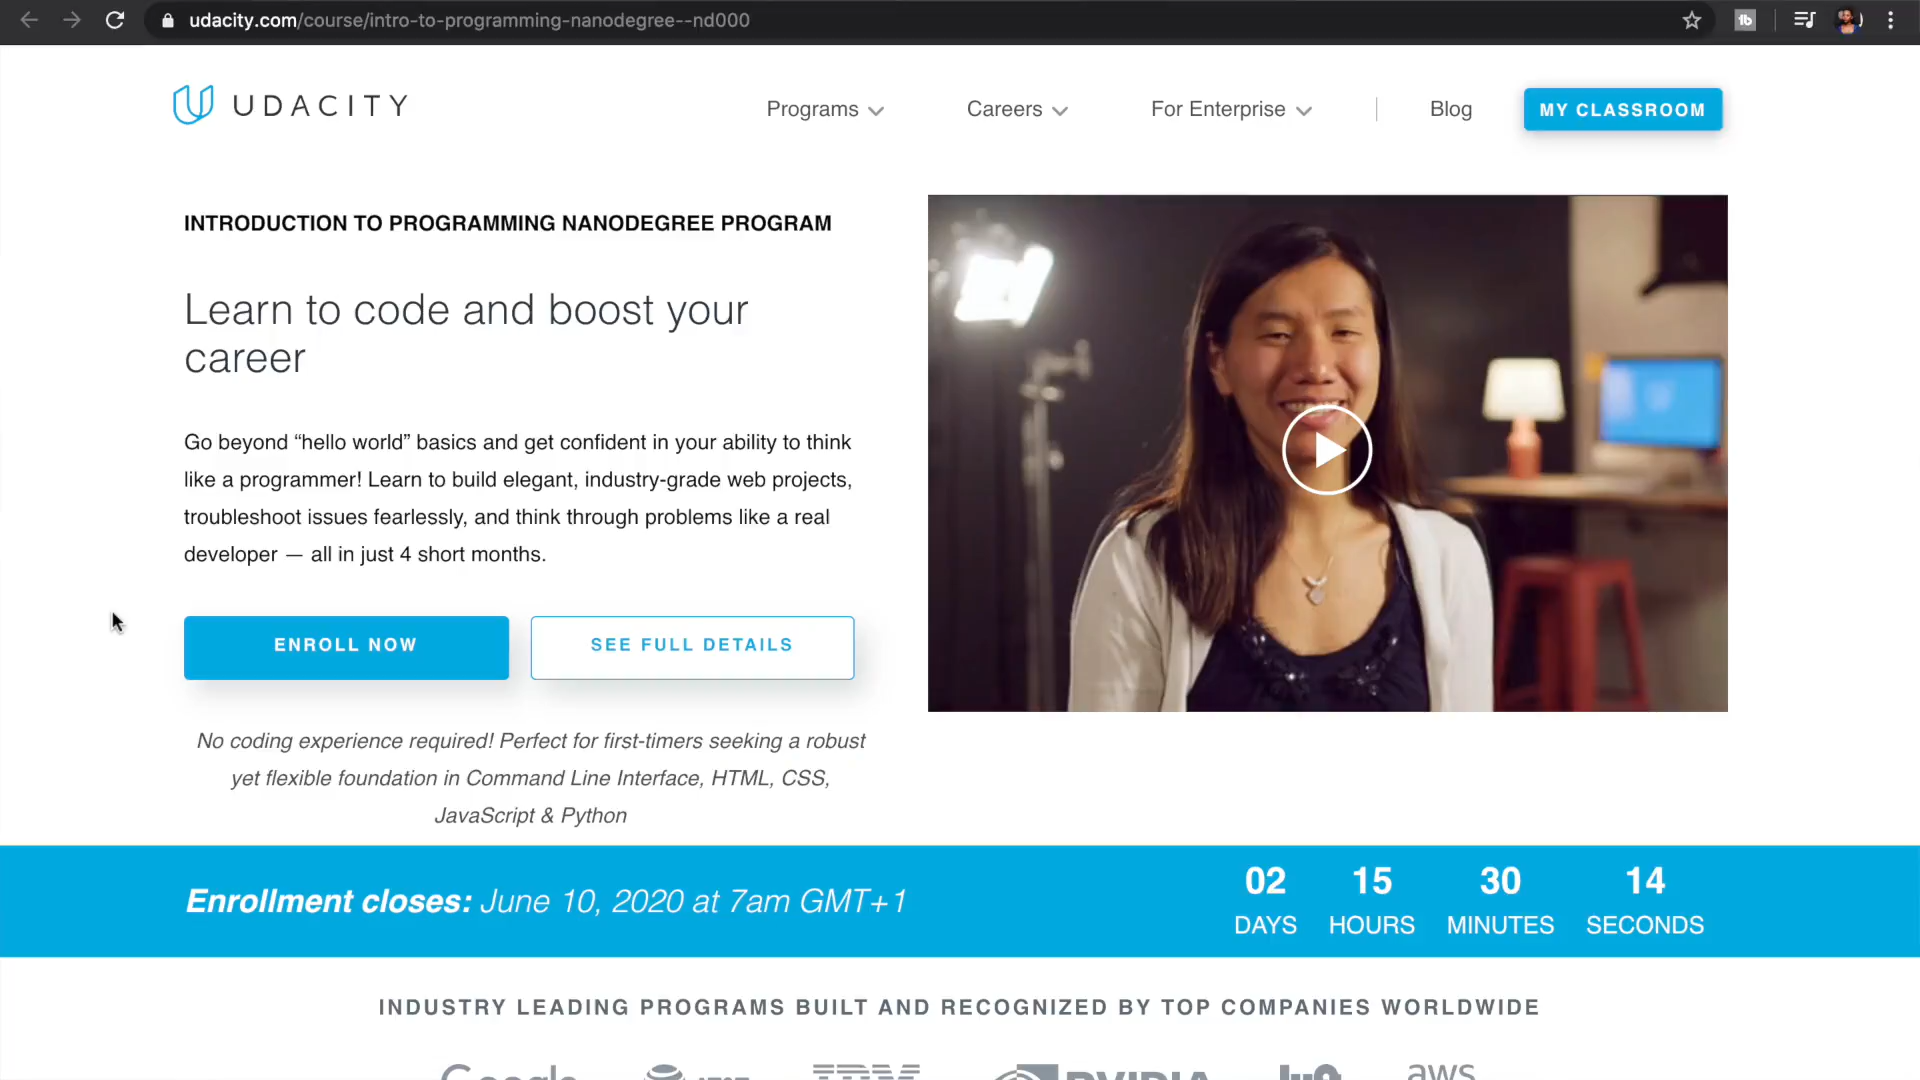 udacity.com/course/intro-to-programming-nanodegree--nd000
UDACITY
Programs
Careers
For Enterprise
Blog
MY CLASSROOM
INTRODUCTION TO PROGRAMMING NANODEGREE PROGRAM
Learn to code and boost your
career
Go beyond “hello world” basics and get confident in your ability to think
like a programmer! Learn to build elegant, industry-grade web projects,
troubleshoot issues fearlessly, and think through problems like a real
developer — all in just 4 short months.
ENROLL NOW
SEE FULL DETAILS
No coding experience required! Perfect for first-timers seeking a robust
yet flexible foundation in Command Line Interface, HTML, CSS,
JavaScript & Python
Enrollment closes: June 10, 2020 at 7am GMT+1
02 15 30 14
DAYS HOURS MINUTES SECONDS
INDUSTRY LEADING PROGRAMS BUILT AND RECOGNIZED BY TOP COMPANIES WORLDWIDE
Google IBM NVIDIA aws